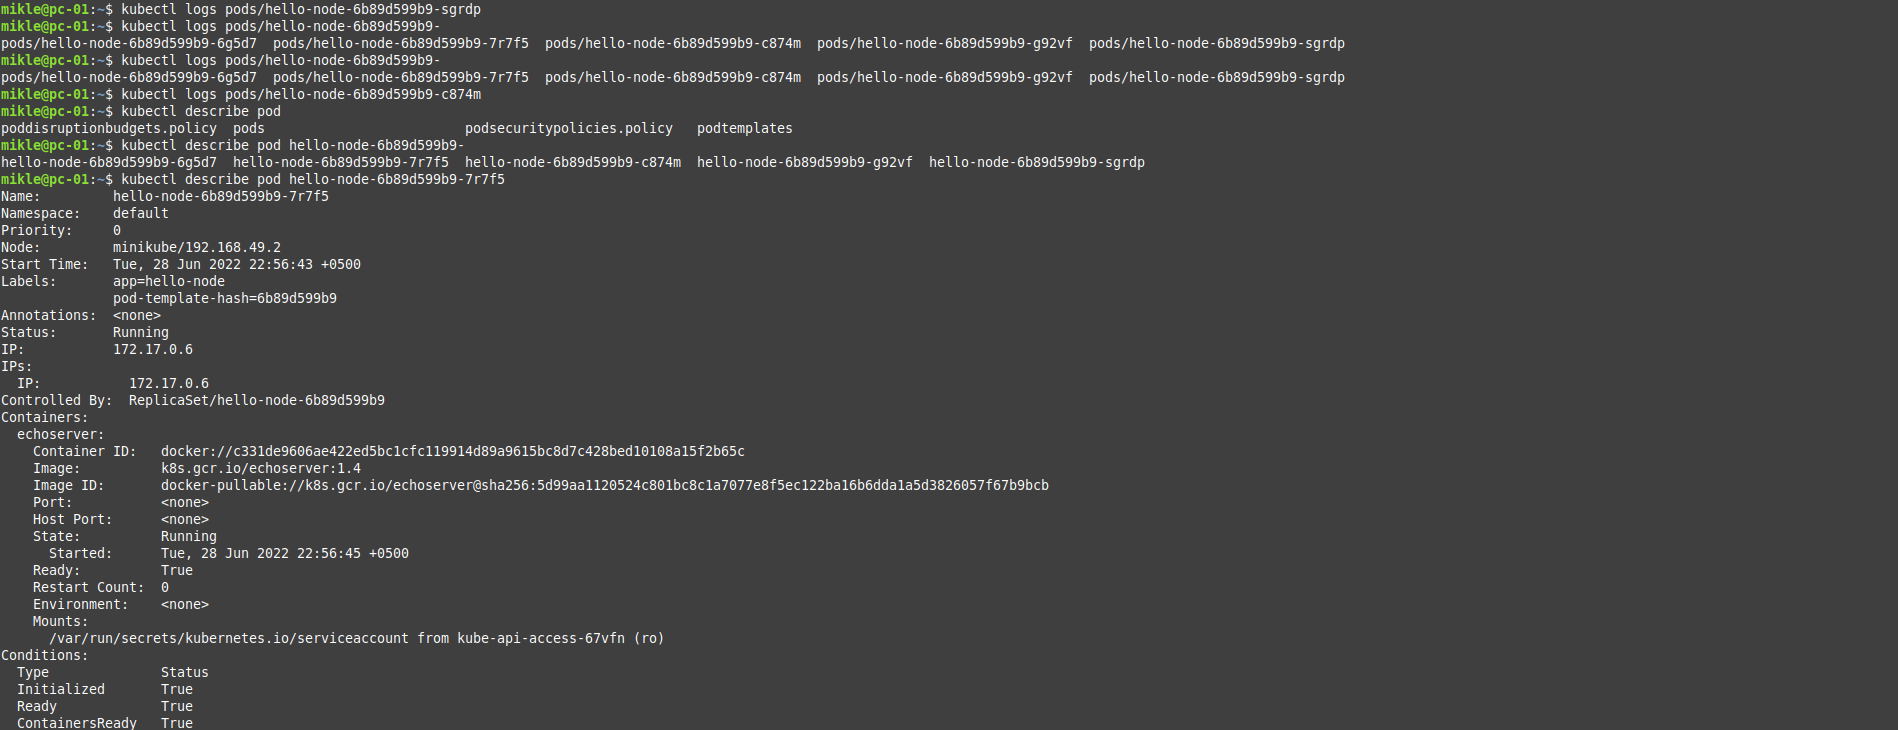 mikle@pc-01:~$ kubectl logs pods/hello-node-6b89d599b9-sgrdp
mikle@pc-01:~$ kubectl logs pods/hello-node-6b89d599b9-
pods/hello-node-6b89d599b9-6g5d7  pods/hello-node-6b89d599b9-7r7f5  pods/hello-node-6b89d599b9-c874m  pods/hello-node-6b89d599b9-g92vf  pods/hello-node-6b89d599b9-sgrdp
mikle@pc-01:~$ kubectl logs pods/hello-node-6b89d599b9-
pods/hello-node-6b89d599b9-6g5d7  pods/hello-node-6b89d599b9-7r7f5  pods/hello-node-6b89d599b9-c874m  pods/hello-node-6b89d599b9-g92vf  pods/hello-node-6b89d599b9-sgrdp
mikle@pc-01:~$ kubectl logs pods/hello-node-6b89d599b9-c874m
mikle@pc-01:~$ kubectl describe pod
poddisruptionbudgets.policy  pods                         podsecuritypolicies.policy   podtemplates
mikle@pc-01:~$ kubectl describe pod hello-node-6b89d599b9-
hello-node-6b89d599b9-6g5d7  hello-node-6b89d599b9-7r7f5  hello-node-6b89d599b9-c874m  hello-node-6b89d599b9-g92vf  hello-node-6b89d599b9-sgrdp
mikle@pc-01:~$ kubectl describe pod hello-node-6b89d599b9-7r7f5
Name:         hello-node-6b89d599b9-7r7f5
Namespace:    default
Priority:     0
Node:         minikube/192.168.49.2
Start Time:   Tue, 28 Jun 2022 22:56:43 +0500
Labels:       app=hello-node
              pod-template-hash=6b89d599b9
Annotations:  <none>
Status:       Running
IP:           172.17.0.6
IPs:
  IP:           172.17.0.6
Controlled By:  ReplicaSet/hello-node-6b89d599b9
Containers:
  echoserver:
    Container ID:   docker://c331de9606ae422ed5bc1cfc119914d89a9615bc8d7c428bed10108a15f2b65c
    Image:          k8s.gcr.io/echoserver:1.4
    Image ID:       docker-pullable://k8s.gcr.io/echoserver@sha256:5d99aa1120524c801bc8c1a7077e8f5ec122ba16b6dda1a5d3826057f67b9bcb
    Port:           <none>
    Host Port:      <none>
    State:          Running
      Started:      Tue, 28 Jun 2022 22:56:45 +0500
    Ready:          True
    Restart Count:  0
    Environment:    <none>
    Mounts:
      /var/run/secrets/kubernetes.io/serviceaccount from kube-api-access-67vfn (ro)
Conditions:
  Type              Status
  Initialized       True
  Ready             True
  ContainersReady   True